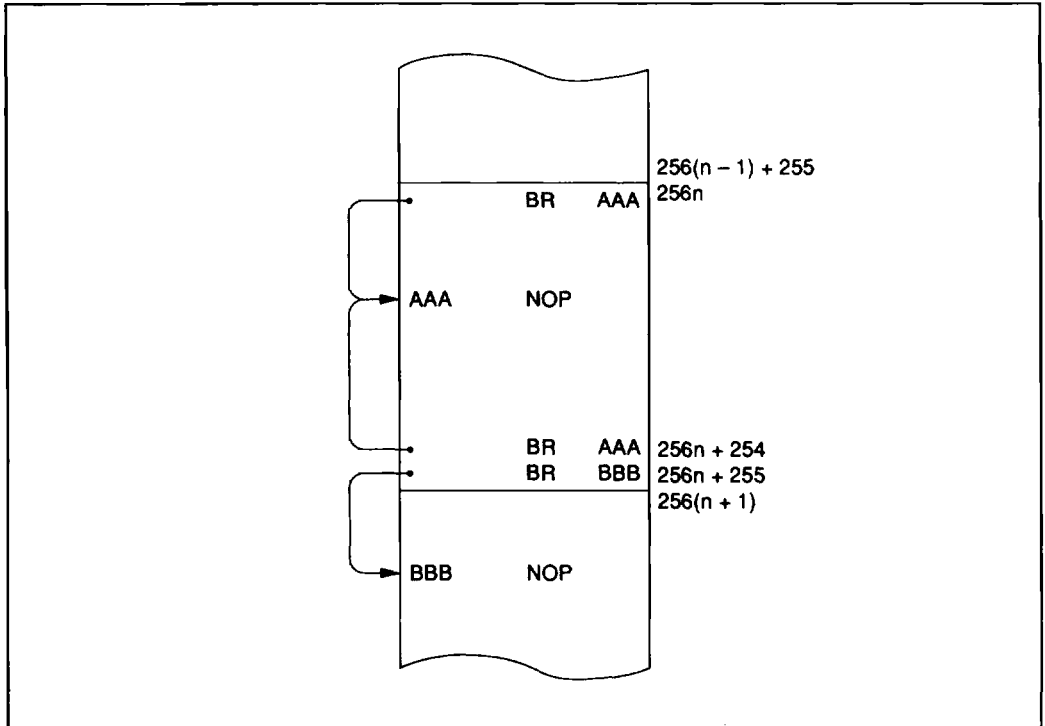 256(n – 1) + 255
BR AAA 256n
AAA NOP
BR AAA 256n + 254
BR BBB 256n + 255
256(n + 1)
BBB NOP